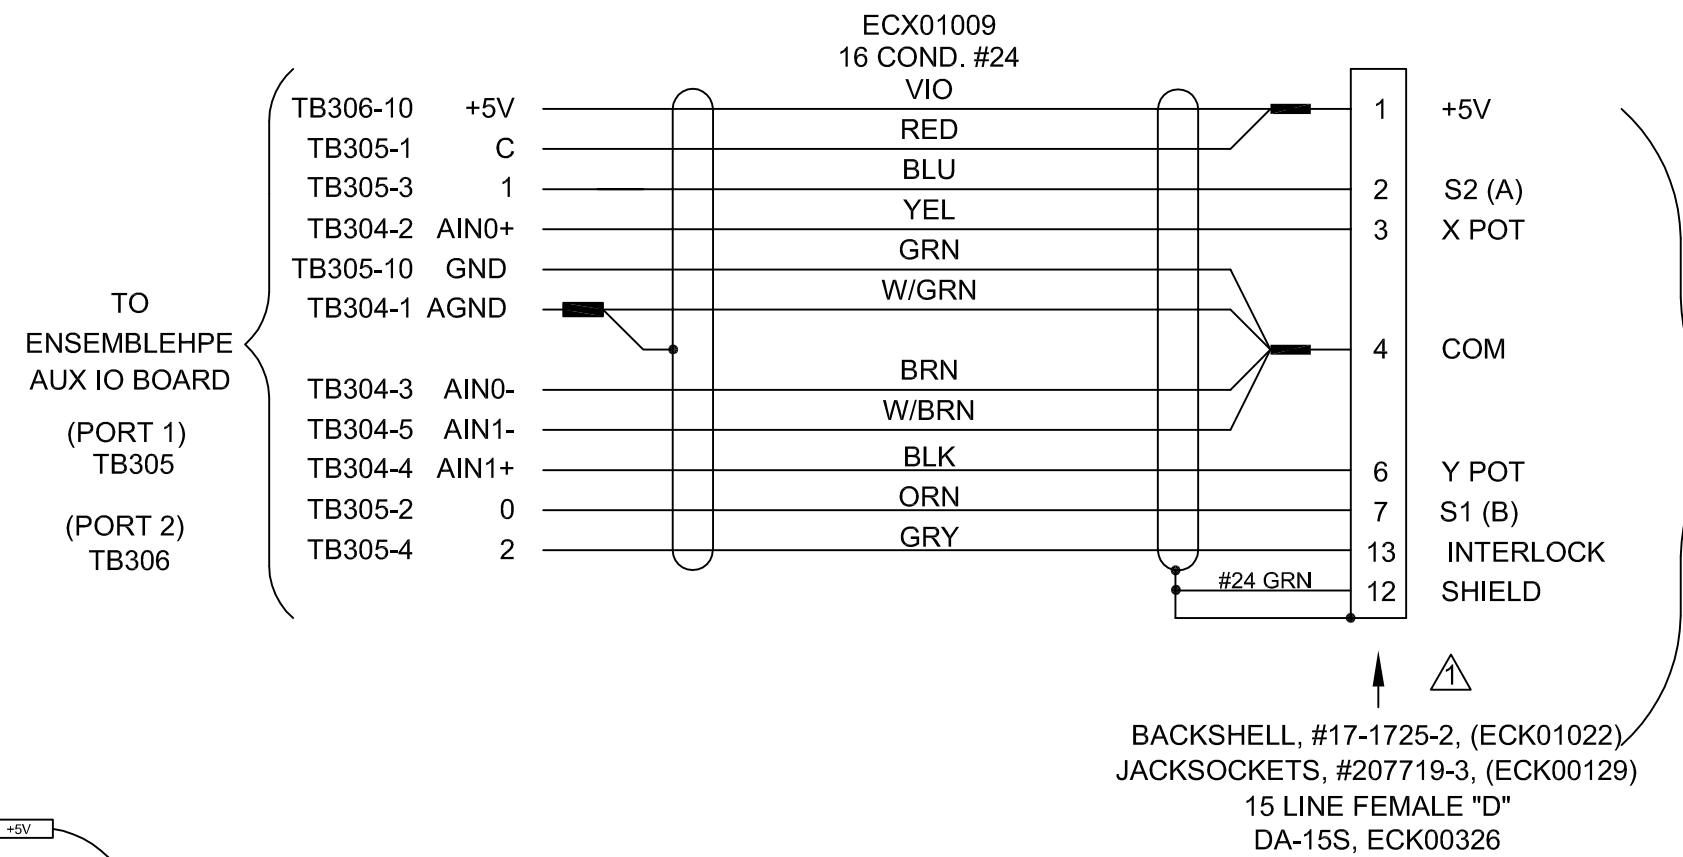 ECX01009
16 COND. #24
TB306-10 +5V VIO 1 +5V
TB305-1 C RED
TB305-3 1 BLU 2 S2 (A)
TB304-2 AIN0+ YEL 3 X POT
TB305-10 GND GRN
TB304-1 AGND W/GRN
4 COM
TB304-3 AIN0- BRN
TB304-5 AIN1- W/BRN
TB304-4 AIN1+ BLK 6 Y POT
TB305-2 0 ORN 7 S1 (B)
TB305-4 2 GRY 13 INTERLOCK
#24 GRN 12 SHIELD
TO
ENSEMBLEHPE
AUX IO BOARD
(PORT 1)
TB305
(PORT 2)
TB306
1
BACKSHELL, #17-1725-2, (ECK01022)
JACKSOCKETS, #207719-3, (ECK00129)
15 LINE FEMALE "D"
DA-15S, ECK00326
+5V